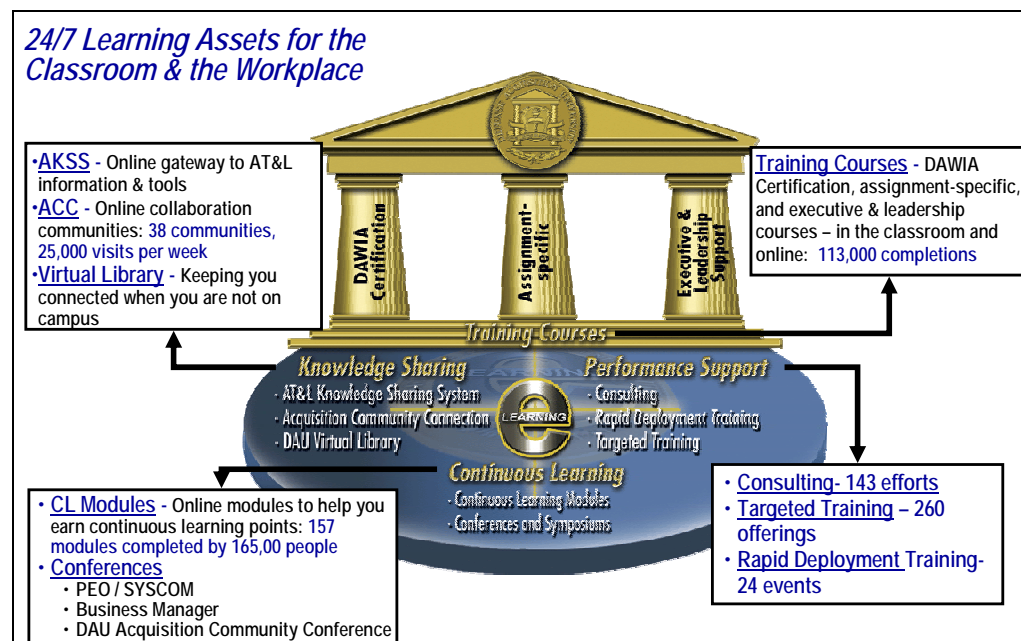 24/7 Learning Assets for the
Classroom & the Workplace
•AKSS - Online gateway to AT&L
information & tools
•ACC - Online collaboration
communities: 38 communities,
25,000 visits per week
•Virtual Library - Keeping you
connected when you are not on
campus
Training Courses - DAWIA
Certification, assignment-specific,
and executive & leadership
courses – in the classroom and
online: 113,000 completions
DAWIA
Certification
Assignment-
specific
Executive &
Leadership
Support
Training Courses
Knowledge Sharing
- AT&L Knowledge Sharing System
- Acquisition Community Connection
- DAU Virtual Library
Performance Support
- Consulting
- Rapid Deployment Training
- Targeted Training
e
LEARNING
Continuous Learning
- Continuous Learning Modules
- Conferences and Symposiums
• CL Modules - Online modules to help you
earn continuous learning points: 157
modules completed by 165,00 people
• Conferences
• PEO / SYSCOM
• Business Manager
• DAU Acquisition Community Conference
• Consulting- 143 efforts
• Targeted Training – 260
offerings
• Rapid Deployment Training-
24 events